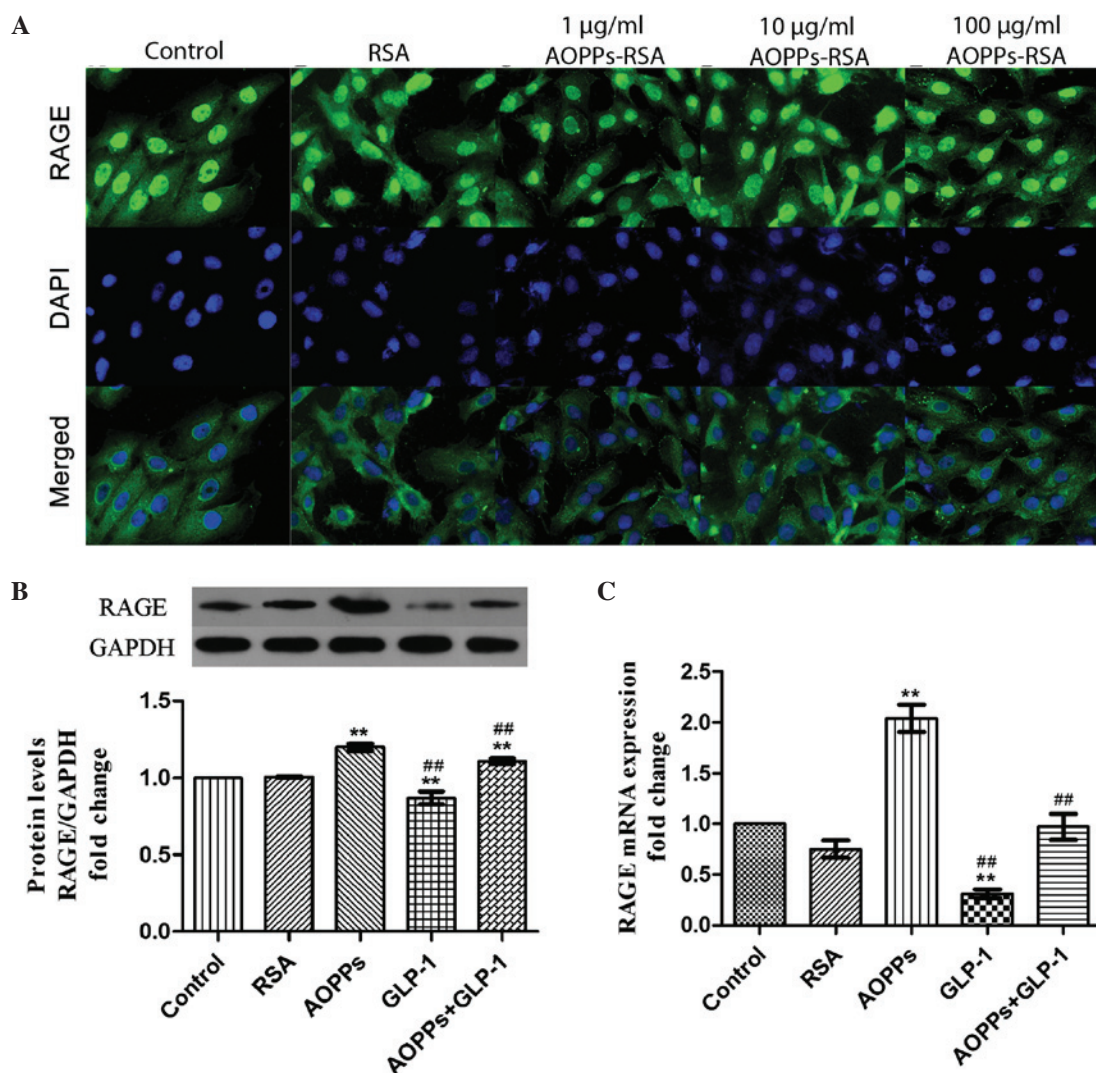 A
Control
RSA
1 µg/ml
AOPPs-RSA
10 µg/ml
AOPPs-RSA
100 µg/ml
AOPPs-RSA
RAGE
DAPI
Merged
B
RAGE
GAPDH
Protein levels
RAGE/GAPDH
fold change
1.5
1.0
0.5
0.0
**
##
**
##
**
Control
RSA
AOPPs
GLP-1
AOPPs+GLP-1
C
RAGE mRNA expression
fold change
2.5
2.0
1.5
1.0
0.5
0.0
**
##
**
##
Control
RSA
AOPPs
GLP-1
AOPPs+GLP-1